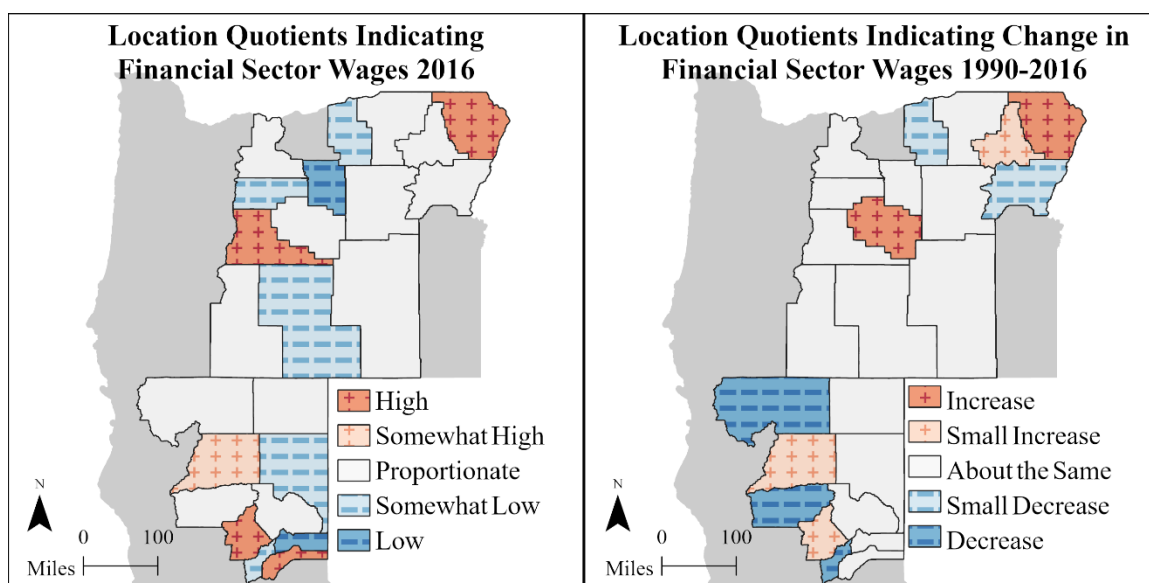 Location Quotients Indicating
Financial Sector Wages 2016
High
Somewhat High
Proportionate
Somewhat Low
Low
N
0 100
Miles
Location Quotients Indicating Change in
Financial Sector Wages 1990-2016
Increase
Small Increase
About the Same
Small Decrease
Decrease
N
0 100
Miles